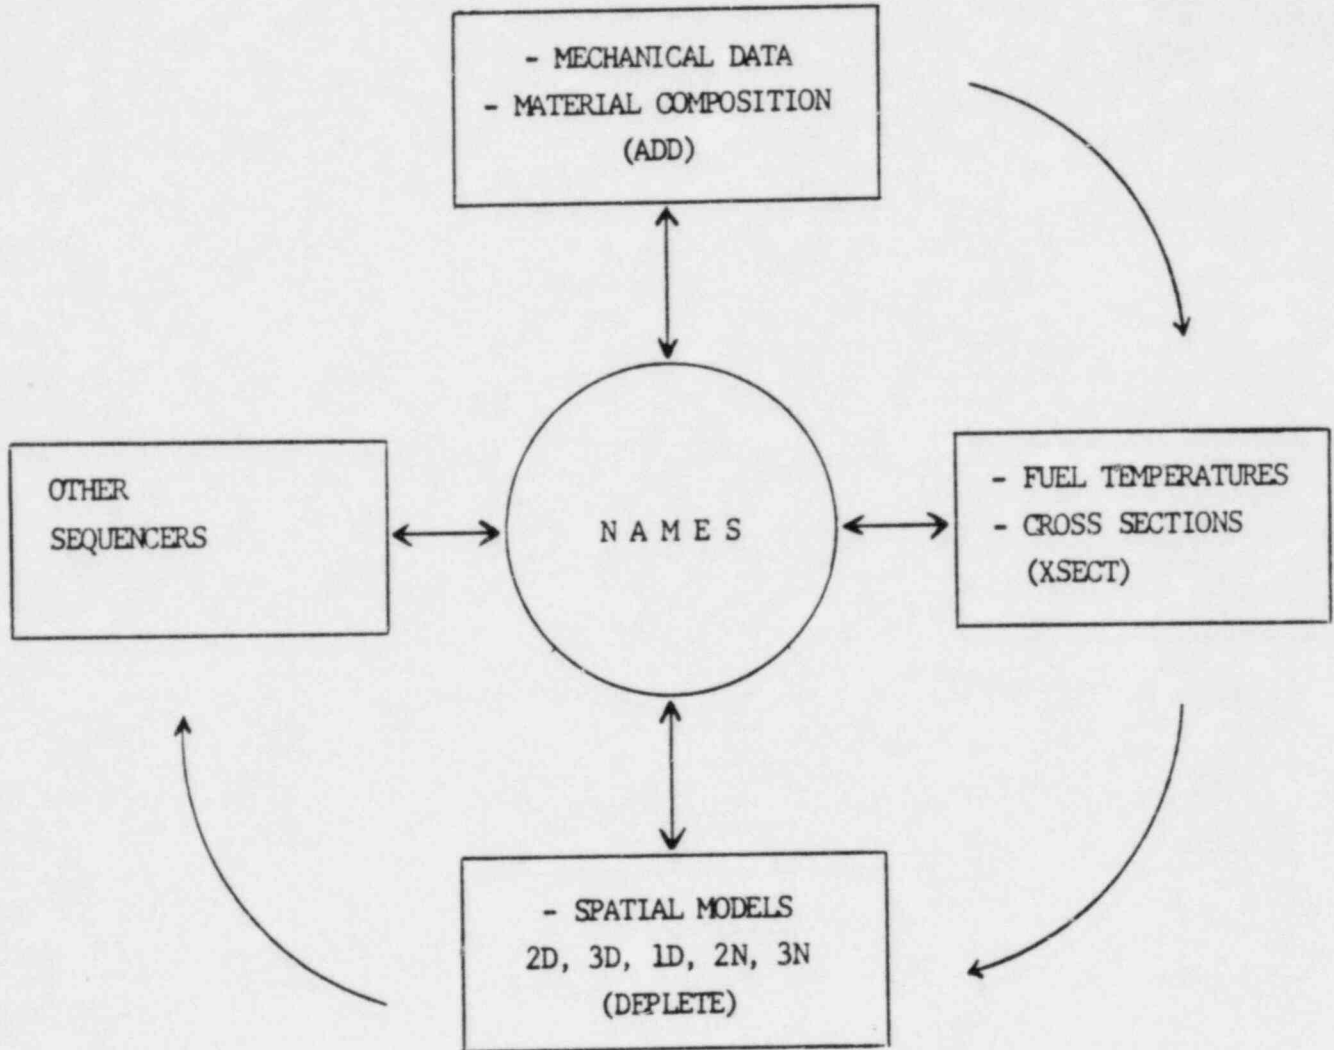 - MECHANICAL DATA
- MATERIAL COMPOSITION
(ADD)
OTHER
SEQUENCERS
N A M E S
- FUEL TEMPERATURES
- CROSS SECTIONS
(XSECT)
- SPATIAL MODELS
2D, 3D, 1D, 2N, 3N
(DEPLETE)